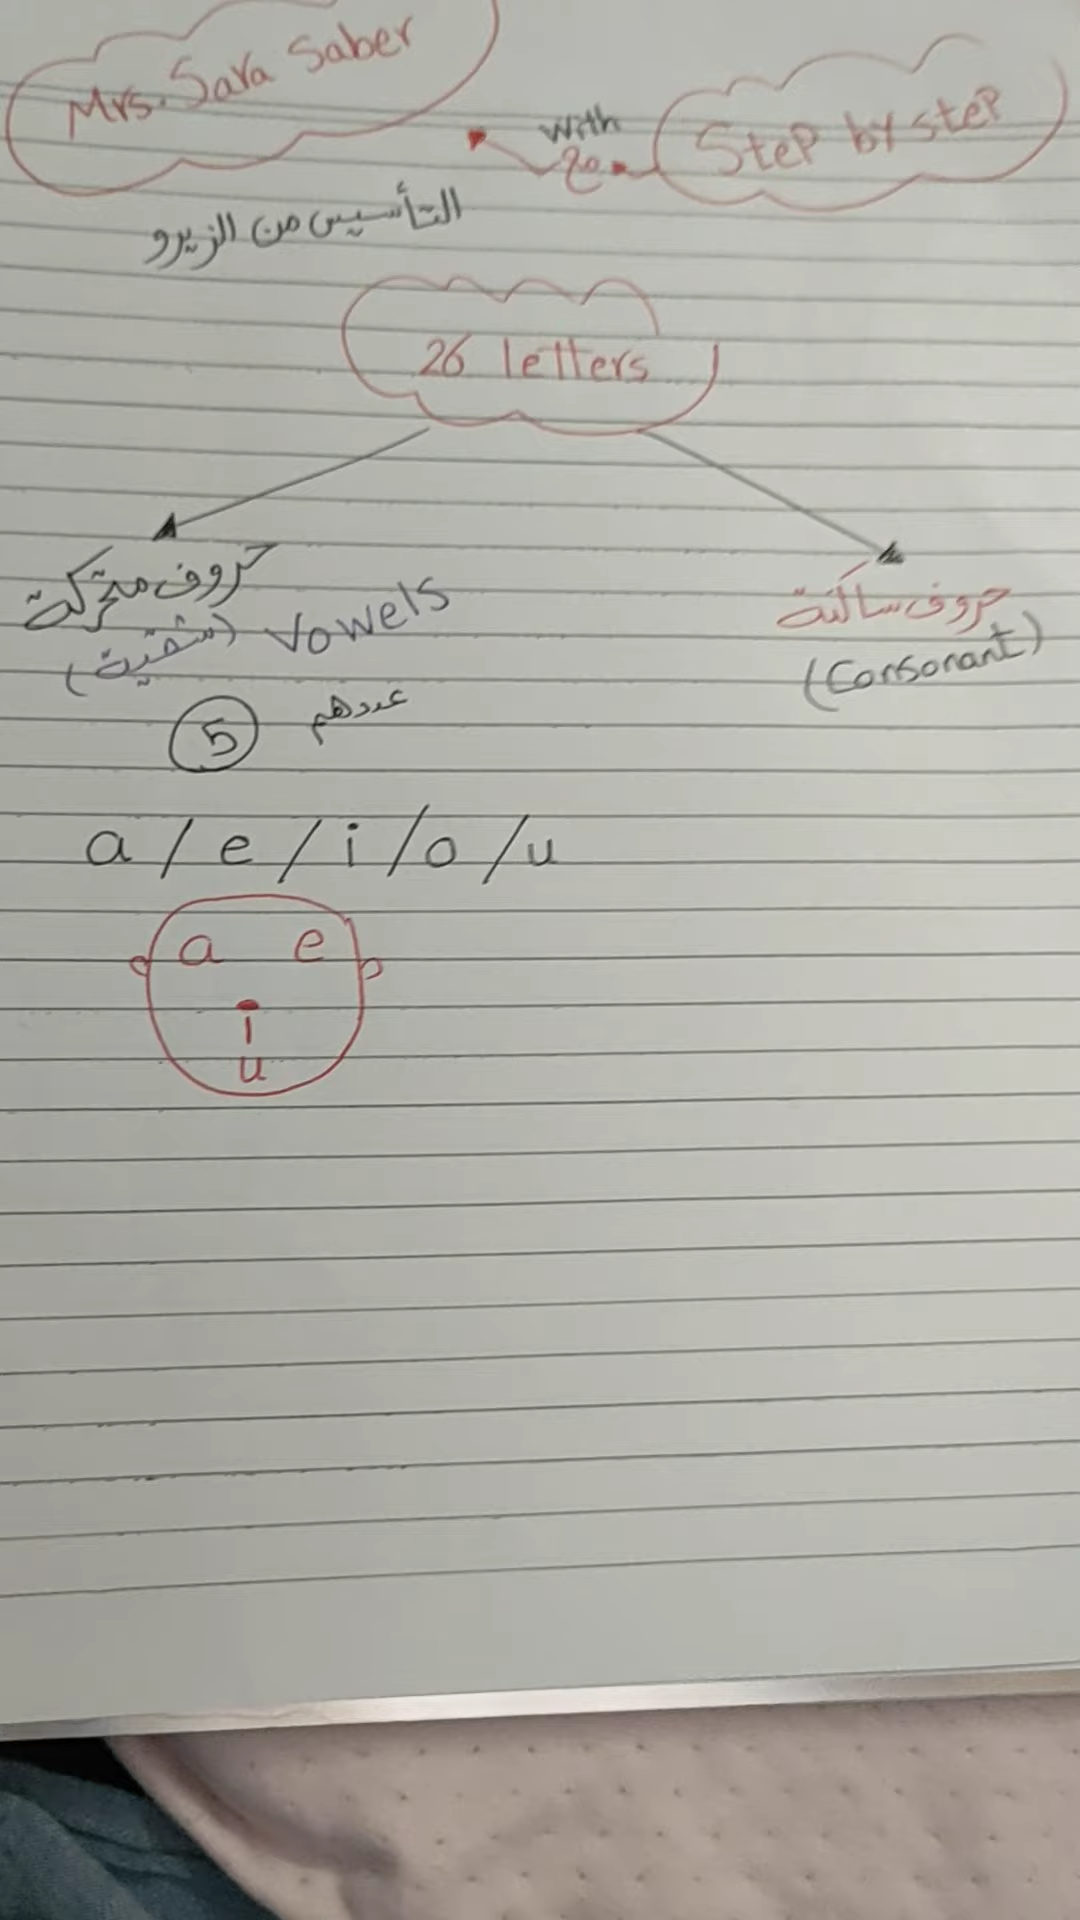 Mrs. Sara Saber
With
مع
Step by step
التأسيس من الزيرو
26 letters
حروف متحركة
(شفية) Vowels
عددهم 5
حروف ساكنة
(Consonant)
a / e / i / o / u
a e
i
u